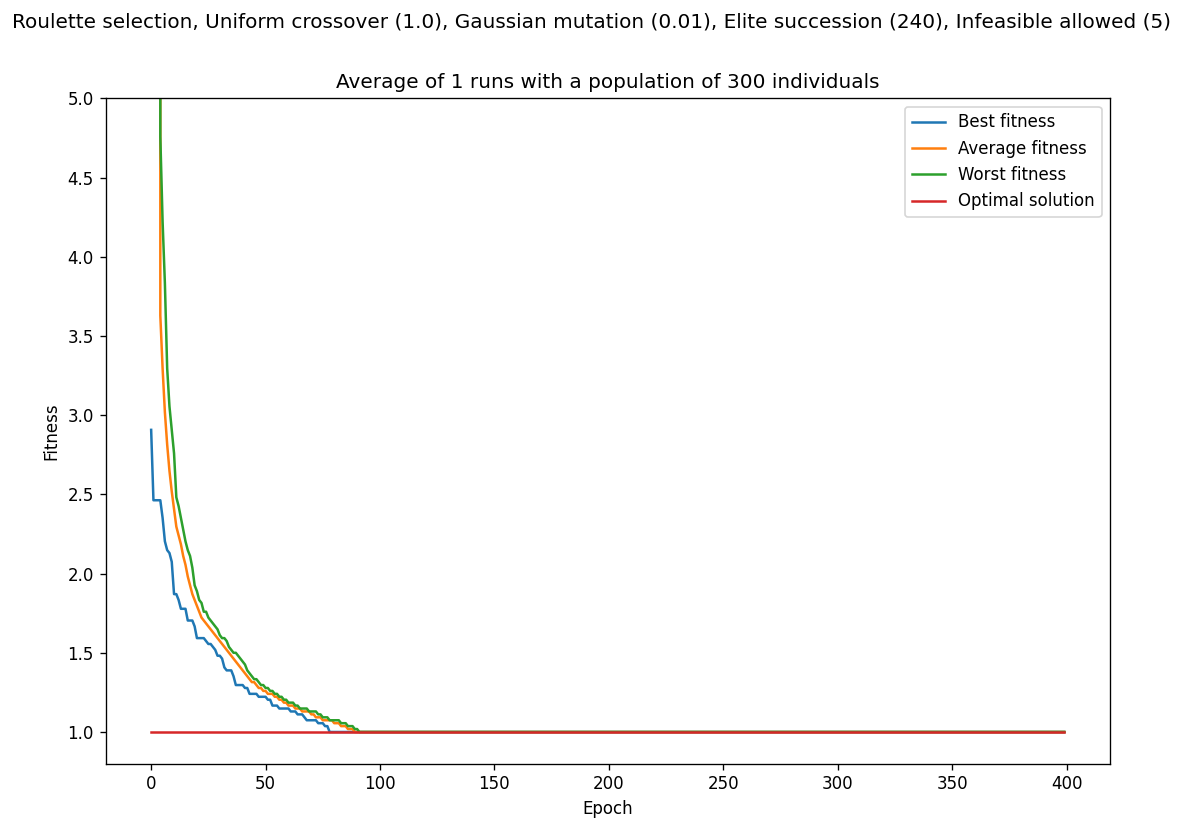 Roulette selection, Uniform crossover (1.0), Gaussian mutation (0.01), Elite succession (240), Infeasible allowed (5)
Average of 1 runs with a population of 300 individuals
Best fitness
Average fitness
Worst fitness
Optimal solution
Fitness
5.0
4.5
4.0
3.5
3.0
2.5
2.0
1.5
1.0
0 50 100 150 200 250 300 350 400
Epoch